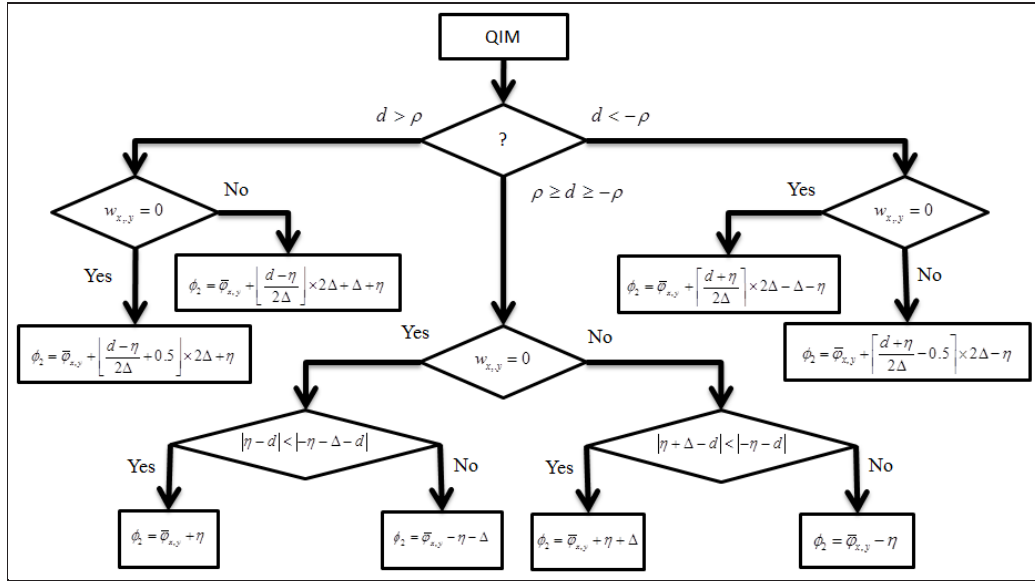 QIM
d > ρ
d < −ρ
?
No
Yes
ρ ≥ d ≥ −ρ
w_{x,y} = 0
w_{x,y} = 0
Yes
No
φ₂ = φ̄_{x,y} + ⌊(d−η)/(2Δ)⌋ × 2Δ + Δ + η
φ₂ = φ̄_{x,y} + ⌈(d+η)/(2Δ)⌉ × 2Δ − Δ − η
Yes
No
φ₂ = φ̄_{x,y} + ⌊(d−η)/(2Δ) + 0.5⌋ × 2Δ + η
w_{x,y} = 0
φ₂ = φ̄_{x,y} + ⌈(d+η)/(2Δ) − 0.5⌉ × 2Δ − η
|η − d| < |−η − Δ − d|
|η + Δ − d| < |−η − d|
Yes
No
Yes
No
φ₂ = φ̄_{x,y} + η
φ₂ = φ̄_{x,y} − η − Δ
φ₂ = φ̄_{x,y} + η + Δ
φ₂ = φ̄_{x,y} − η